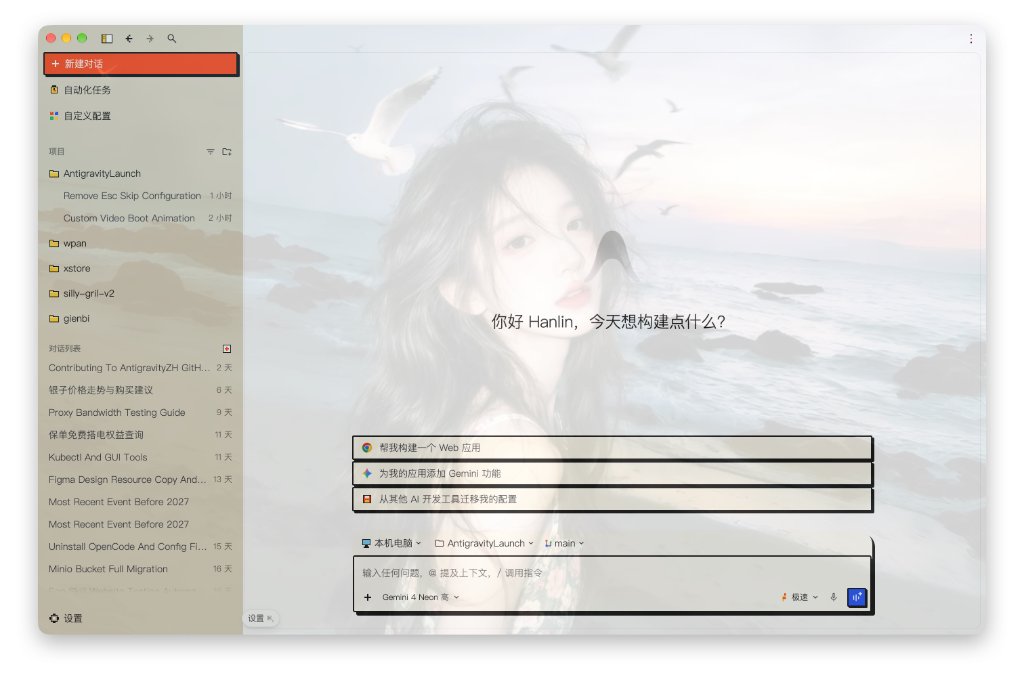 新建对话
自动化任务
自定义配置
项目
AntigravityLaunch
Remove Esc Skip Configuration 1 小时
Custom Video Boot Animation 2 小时
wpan
xstore
silly-gril-v2
gienbi
对话列表
Contributing To AntigravityZH GitH... 2 天
银子价格走势与购买建议 6 天
Proxy Bandwidth Testing Guide 9 天
保单免费搭电权益查询 11 天
Kubectl And GUI Tools 11 天
Figma Design Resource Copy And... 13 天
Most Recent Event Before 2027
Most Recent Event Before 2027
Uninstall OpenCode And Config Fi... 15 天
Minio Bucket Full Migration 16 天
设置
设置
你好 Hanlin，今天想构建点什么？
帮我构建一个 Web 应用
为我的应用添加 Gemini 功能
从其他 AI 开发工具迁移我的配置
本机电脑 AntigravityLaunch main
输入任何问题，@ 提及上下文，/ 调用指令
Gemini 4 Neon 高 极速